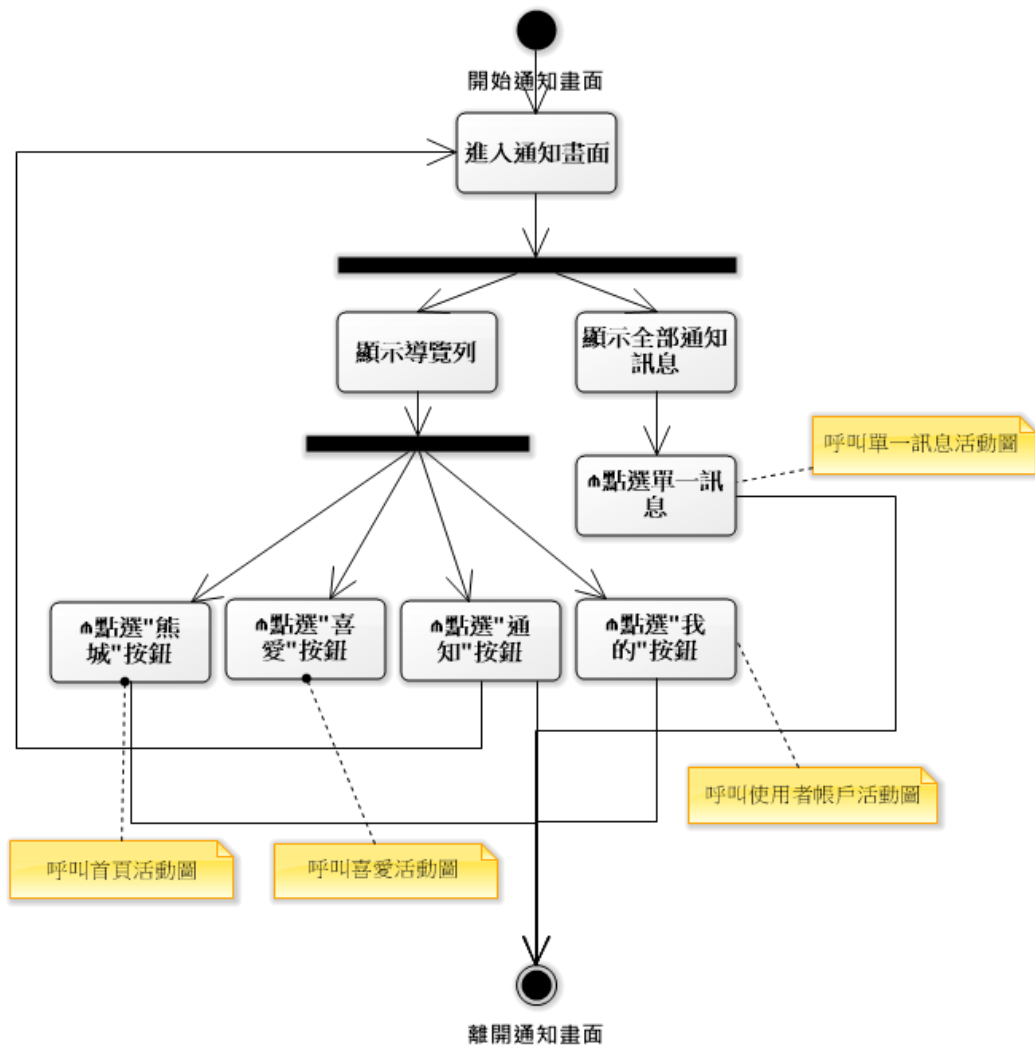 開始通知畫面
進入通知畫面
顯示導覽列
顯示全部通知
訊息
呼叫單一訊息活動圖
點選單一訊
息
點選"熊
城"按鈕
點選"喜
愛"按鈕
點選"通
知"按鈕
點選"我
的"按鈕
呼叫使用者帳戶活動圖
呼叫首頁活動圖
呼叫喜愛活動圖
離開通知畫面